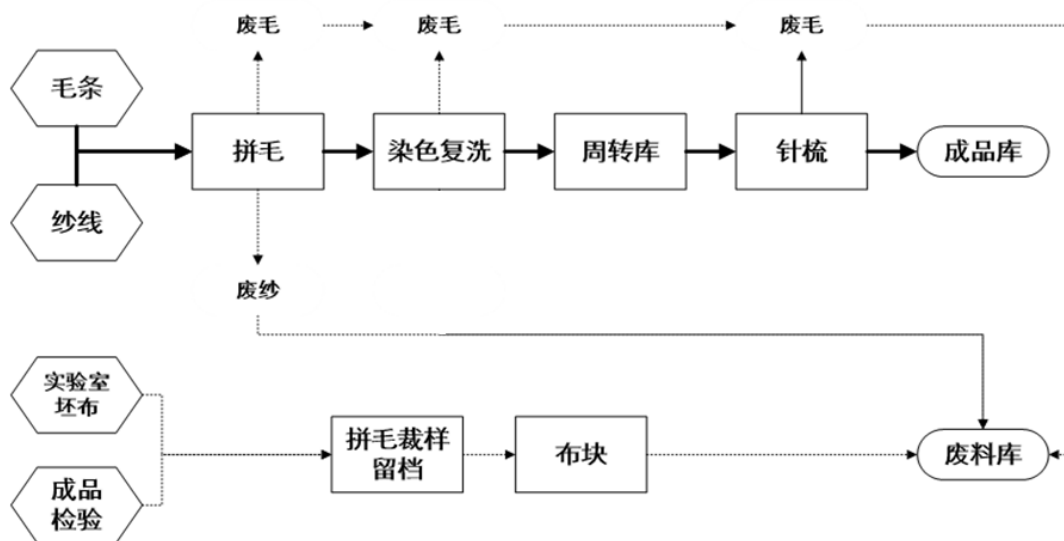 废毛
废毛
废毛
毛条
拼毛
染色复洗
周转库
针梳
成品库
纱线
废纱
实验室
坯布
拼毛裁样
留档
布块
废料库
成品
检验